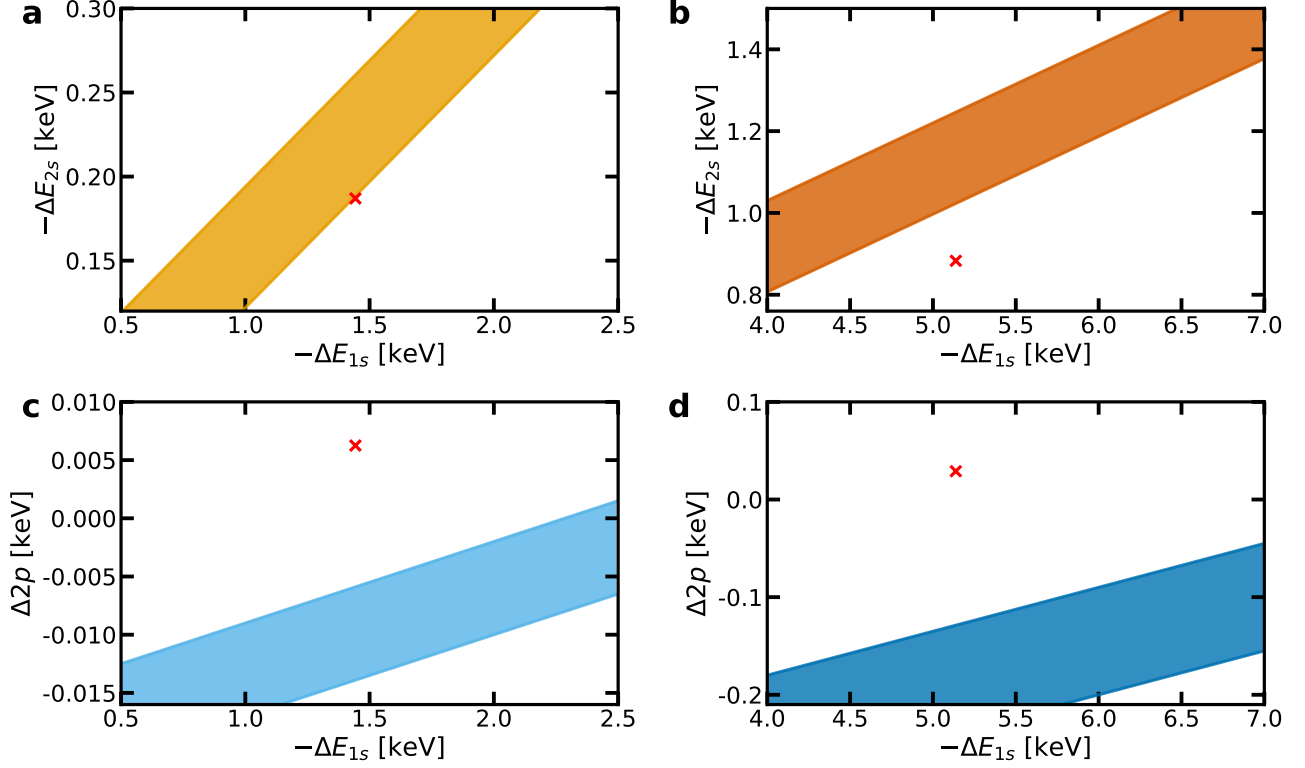 a
0.30
0.25
0.20
0.15
−ΔE2s [keV]
0.5 1.0 1.5 2.0 2.5
−ΔE1s [keV]
b
1.4
1.2
1.0
0.8
−ΔE2s [keV]
4.0 4.5 5.0 5.5 6.0 6.5 7.0
−ΔE1s [keV]
c
0.010
0.005
0.000
-0.005
-0.010
-0.015
Δ2p [keV]
0.5 1.0 1.5 2.0 2.5
−ΔE1s [keV]
d
0.1
0.0
-0.1
-0.2
Δ2p [keV]
4.0 4.5 5.0 5.5 6.0 6.5 7.0
−ΔE1s [keV]